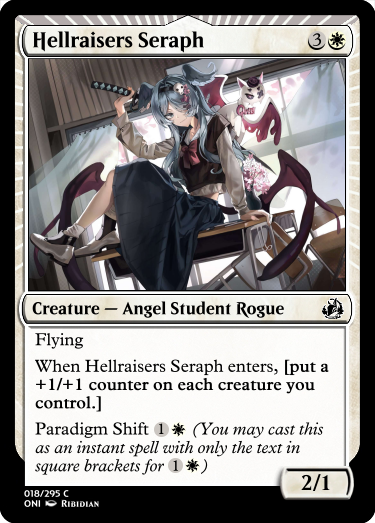 Hellraisers Seraph 3
Creature — Angel Student Rogue
Flying
When Hellraisers Seraph enters, [put a
+1/+1 counter on each creature you
control.]
Paradigm Shift 1 (You may cast this
as an instant spell with only the text in
square brackets for 1 )
2/1
018/295 C
ONI Ribidian